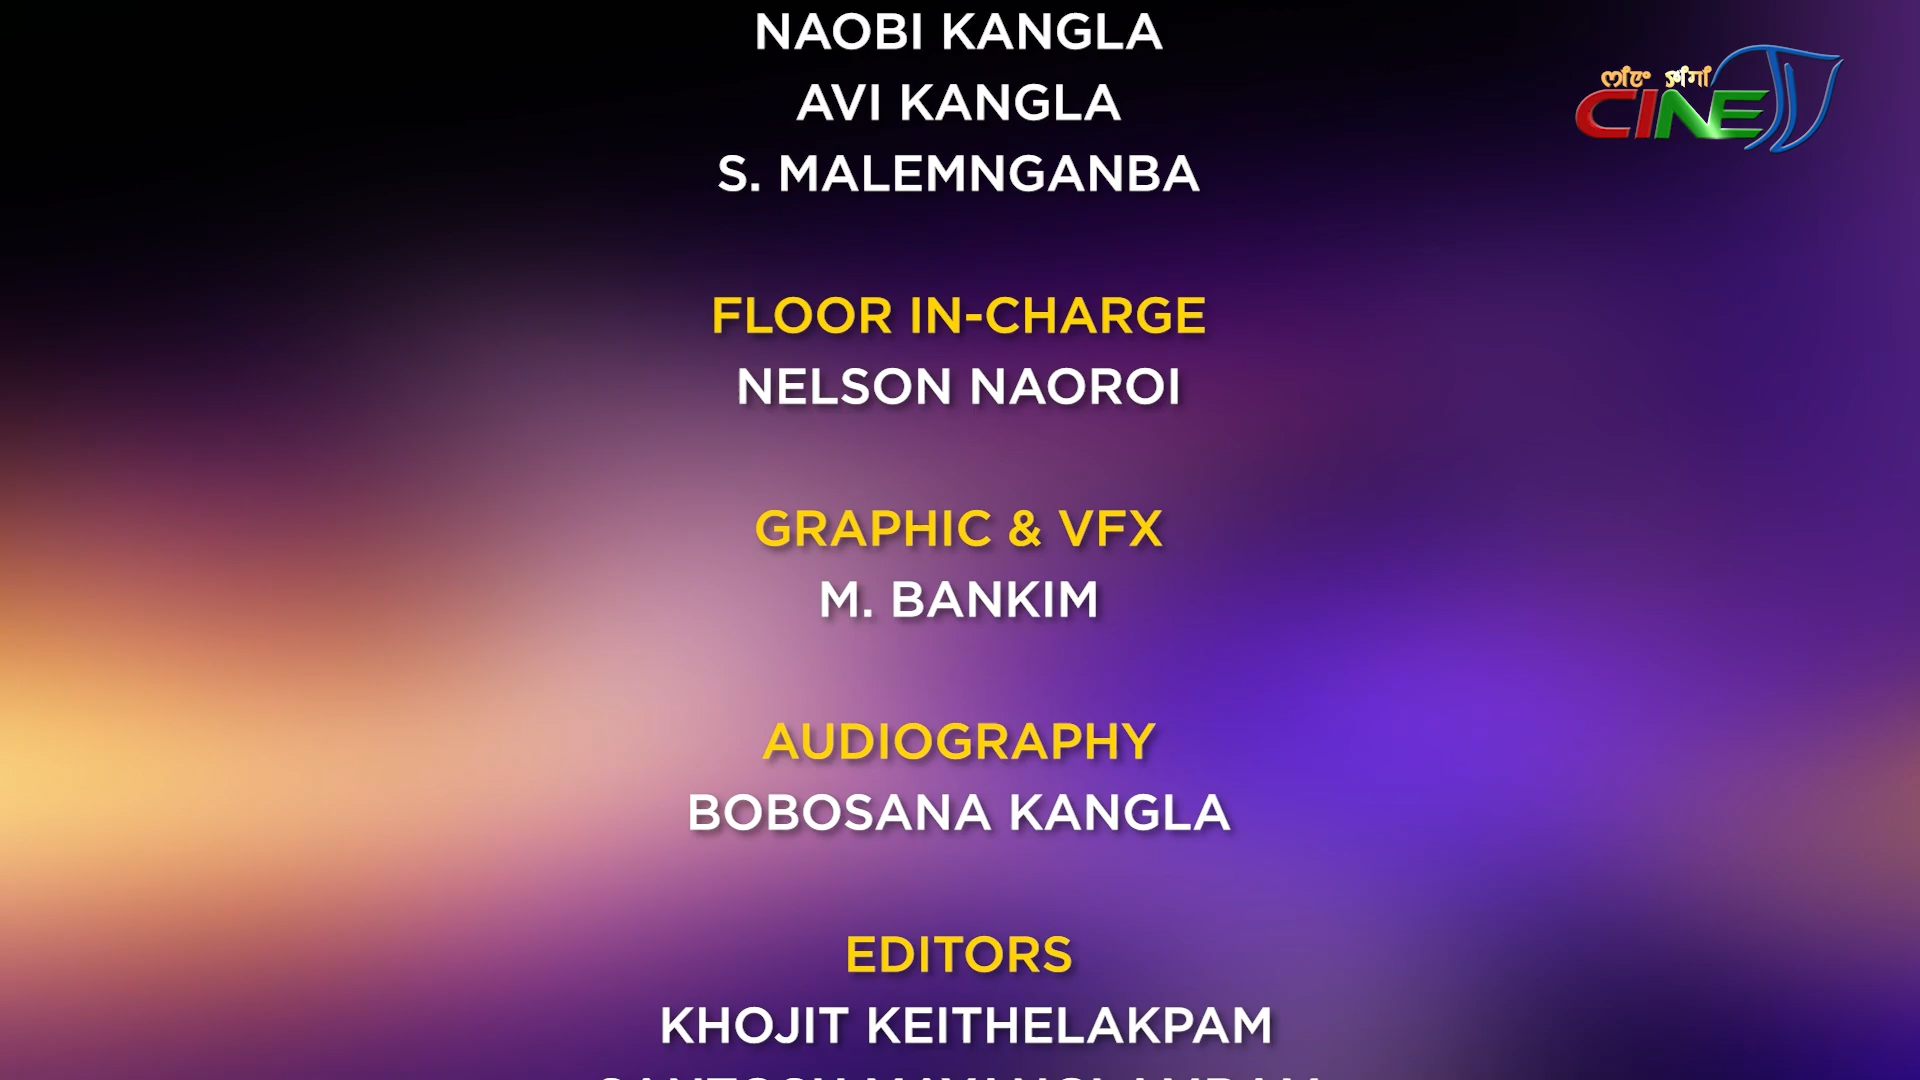 NAOBI KANGLA
AVI KANGLA
S. MALEMNGANBA
CINE
FLOOR IN-CHARGE
NELSON NAOROI
GRAPHIC & VFX
M. BANKIM
AUDIOGRAPHY
BOBOSANA KANGLA
EDITORS
KHOJIT KEITHELAKPAM